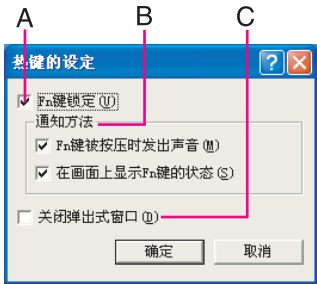 A B C
热键的设定
Fn键锁定(U)
通知方法
Fn键被按压时发出声音(M)
在画面上显示Fn键的状态(S)
关闭弹出式窗口(D)
确定 取消